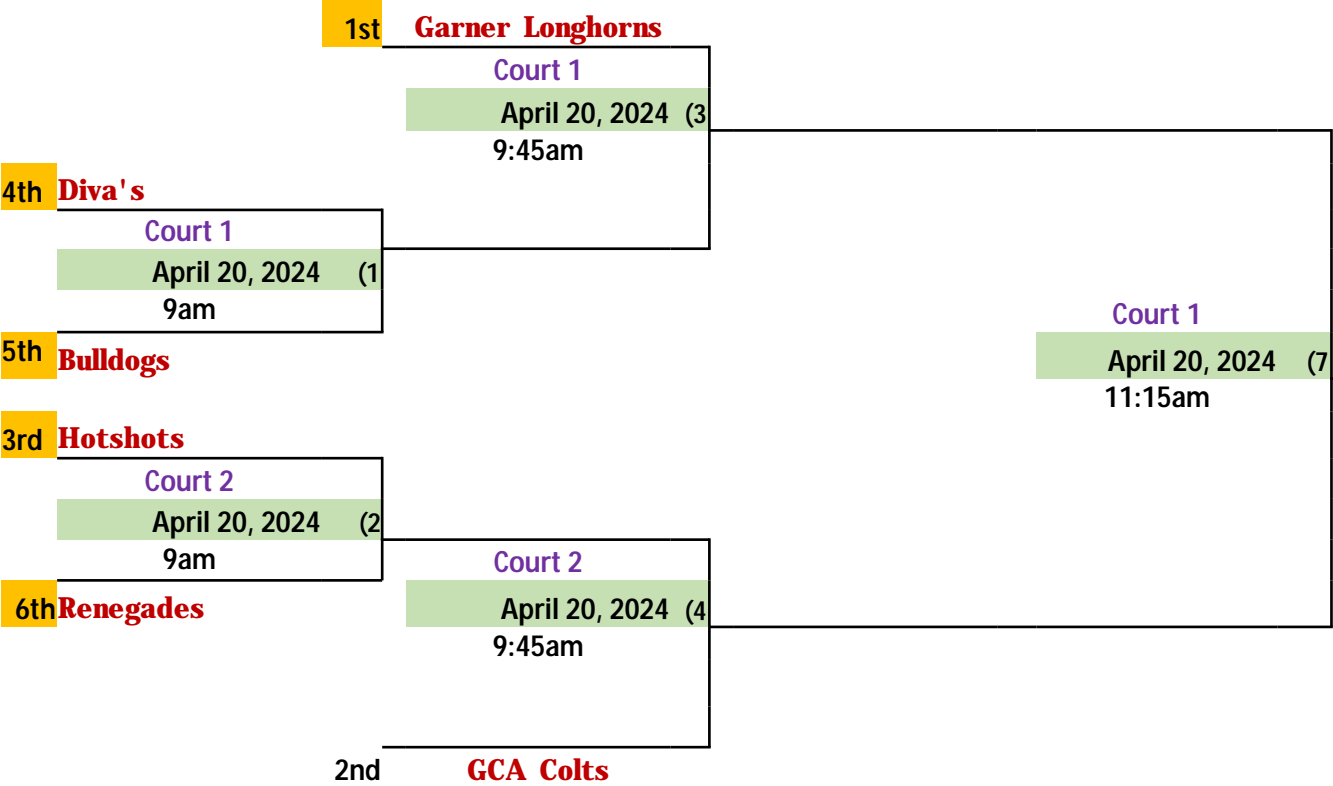 1st Garner Longhorns
Court 1
April 20, 2024 (3
9:45am
4th Diva's
Court 1
April 20, 2024 (1
9am
5th Bulldogs
Court 1
April 20, 2024 (7
11:15am
3rd Hotshots
Court 2
April 20, 2024 (2
9am
6th Renegades
Court 2
April 20, 2024 (4
9:45am
2nd GCA Colts